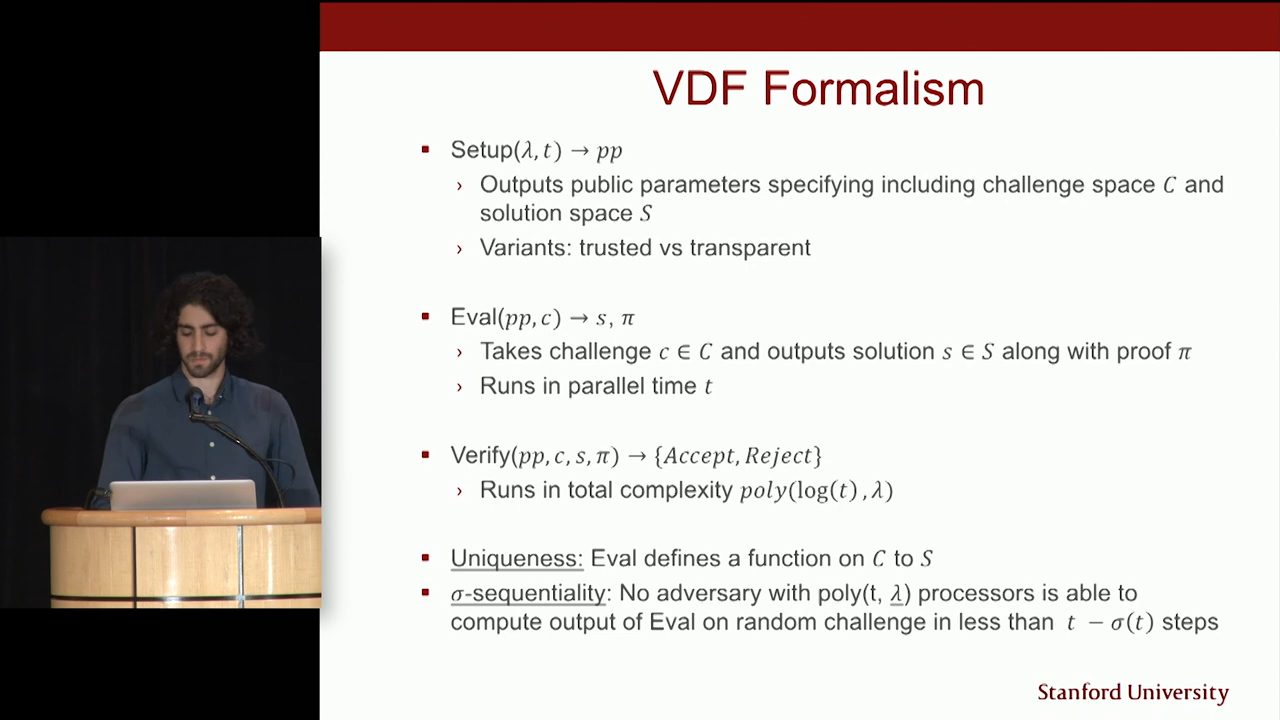 VDF Formalism
Setup(λ, t) → pp
Outputs public parameters specifying including challenge space C and
solution space S
Variants: trusted vs transparent
Eval(pp, c) → s, π
Takes challenge c ∈ C and outputs solution s ∈ S along with proof π
Runs in parallel time t
Verify(pp, c, s, π) → {Accept, Reject}
Runs in total complexity poly(log(t), λ)
Uniqueness: Eval defines a function on C to S
σ-sequentiality: No adversary with poly(t, λ) processors is able to
compute output of Eval on random challenge in less than t − σ(t) steps
Stanford University